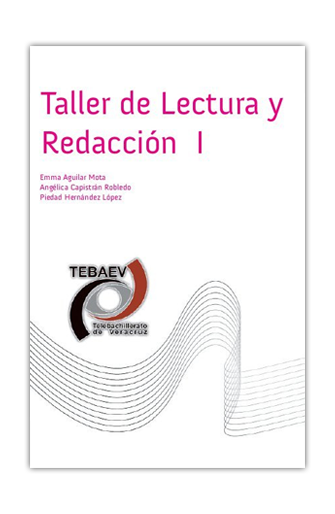 Taller de Lectura y
Redacción I
Emma Aguilar Mota
Angélica Capistrán Robledo
Piedad Hernández López
TEBAEV
Telebachillerato
de Veracruz